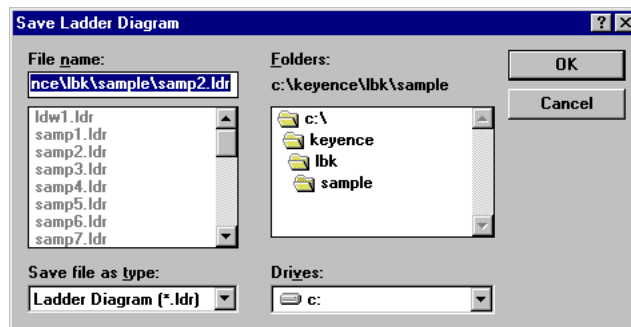 Save Ladder Diagram
File name:
nce\lbk\sample\samp2.ldr
ldw1.ldr
samp1.ldr
samp2.ldr
samp3.ldr
samp4.ldr
samp5.ldr
samp6.ldr
samp7.ldr
Save file as type:
Ladder Diagram (*.ldr)
Folders:
c:\keyence\lbk\sample
c:\
keyence
lbk
sample
Drives:
c:
OK
Cancel